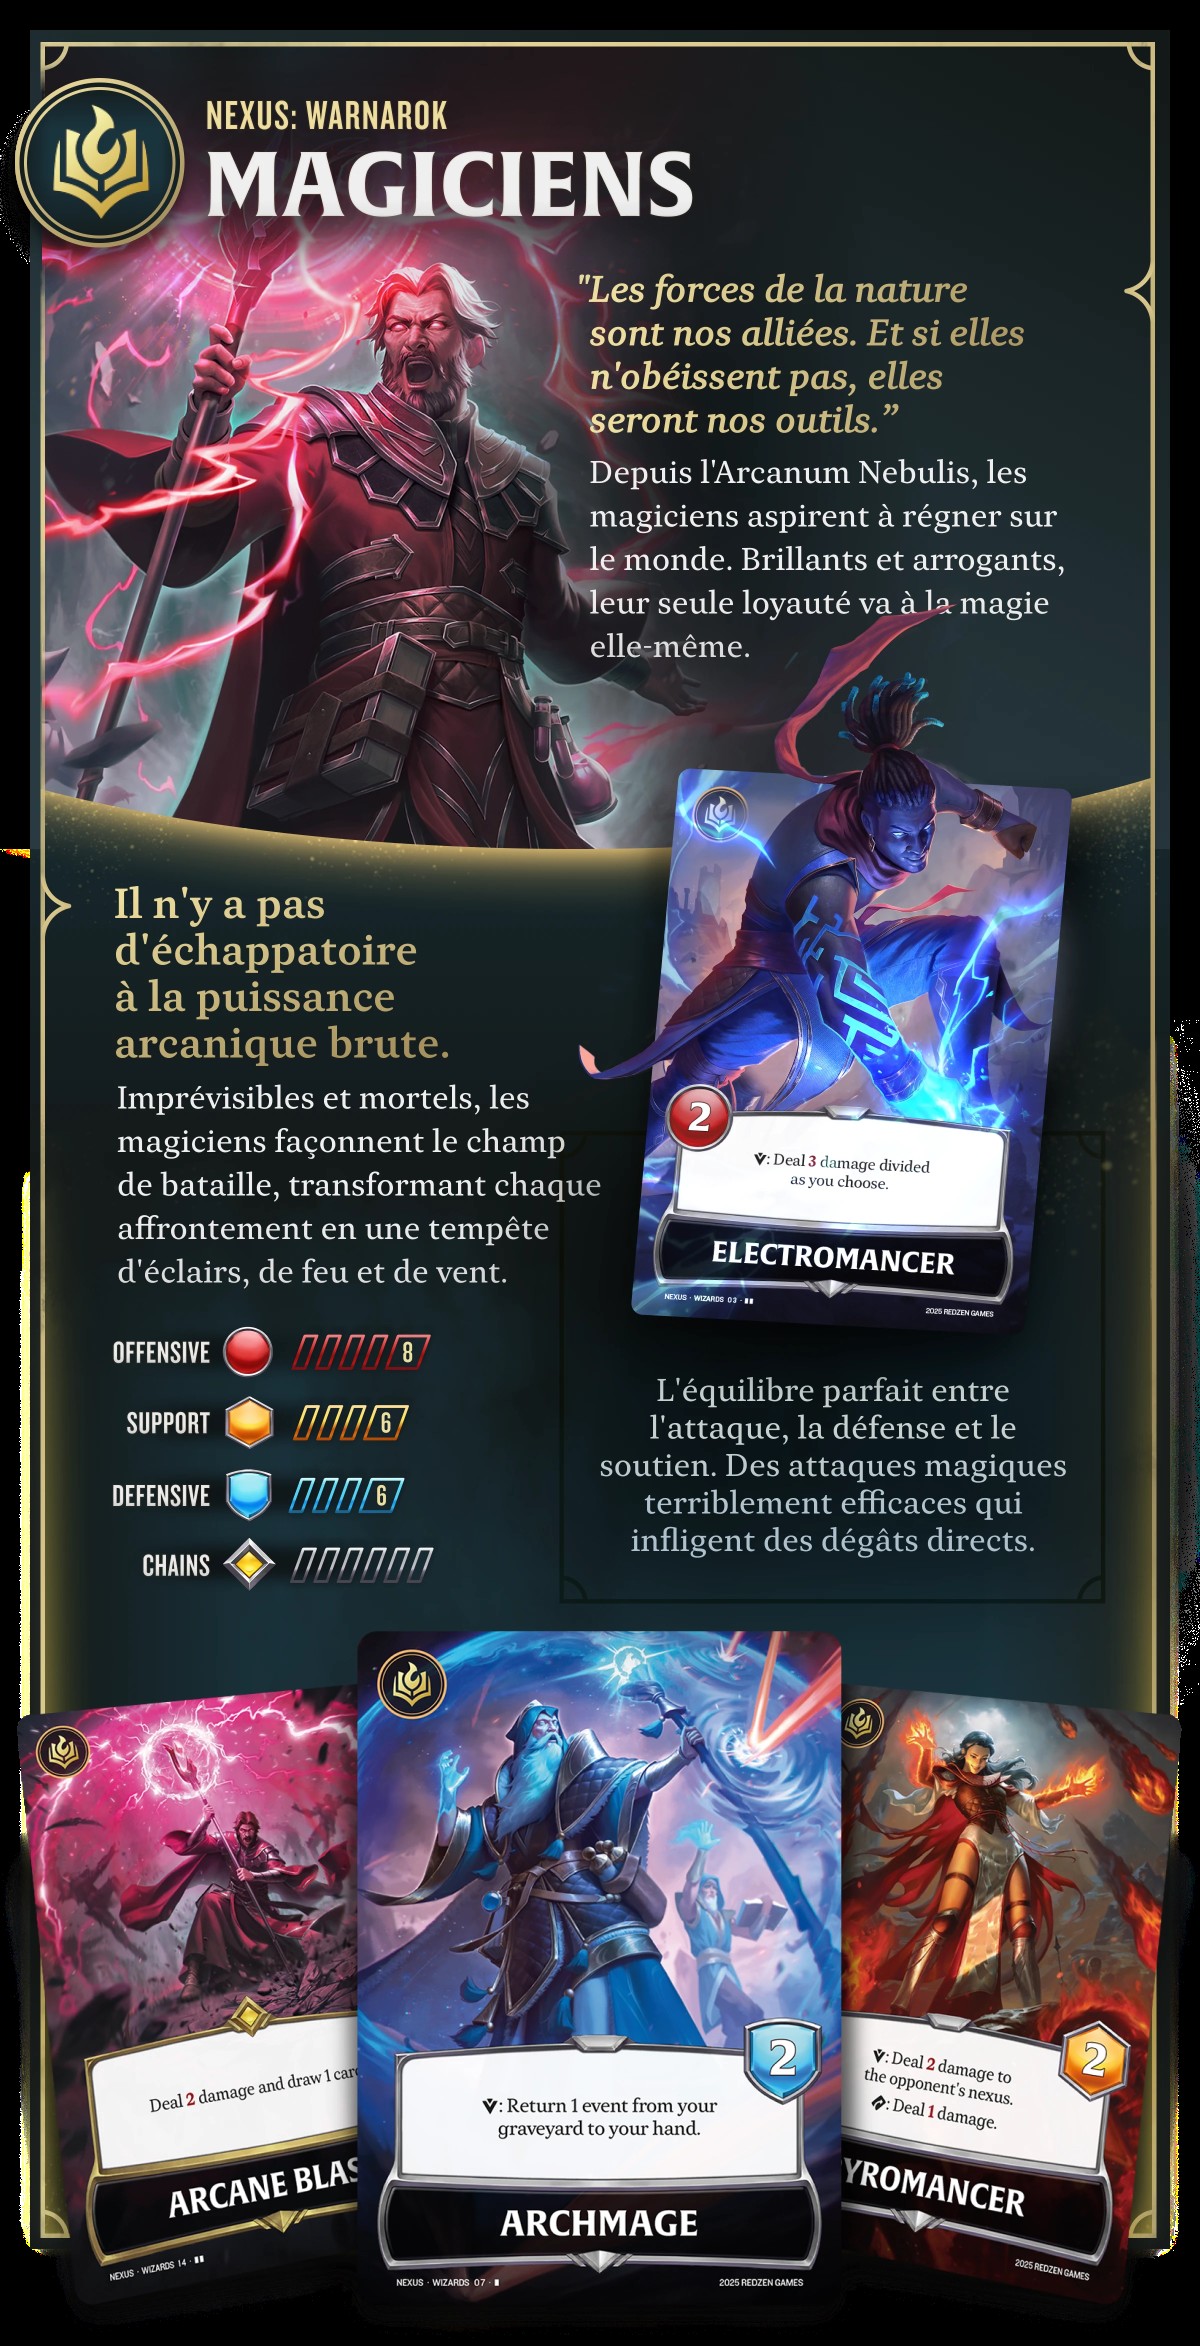 NEXUS: WARNAROK
MAGICIENS
"Les forces de la nature
sont nos alliées. Et si elles
n'obéissent pas, elles
seront nos outils.”
Depuis l'Arcanum Nebulis, les
magiciens aspirent à régner sur
le monde. Brillants et arrogants,
leur seule loyauté va à la magie
elle-même.
Il n'y a pas
d'échappatoire
à la puissance
arcanique brute.
Imprévisibles et mortels, les
magiciens façonnent le champ
de bataille, transformant chaque
affrontement en une tempête
d'éclairs, de feu et de vent.
2
: Deal 3 damage divided
as you choose.
ELECTROMANCER
NEXUS · WIZARDS 03 ·
2025 REDZEN GAMES
OFFENSIVE 8
SUPPORT 6
DEFENSIVE 6
CHAINS
L'équilibre parfait entre
l'attaque, la défense et le
soutien. Des attaques magiques
terriblement efficaces qui
infligent des dégâts directs.
Deal 2 damage and draw 1 car
ARCANE BLAS
NEXUS · WIZARDS 14 ·
2
: Return 1 event from your
graveyard to your hand.
ARCHMAGE
NEXUS · WIZARDS 07 ·
2025 REDZEN GAMES
2
: Deal 2 damage to
the opponent's nexus.
: Deal 1 damage.
YROMANCER
2025 REDZEN GAMES